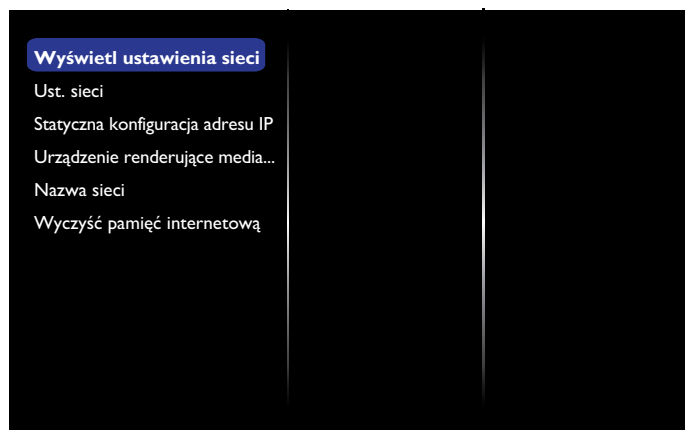 Wyświetl ustawienia sieci
Ust. sieci
Statyczna konfiguracja adresu IP
Urządzenie renderujące media...
Nazwa sieci
Wyczyść pamięć internetową